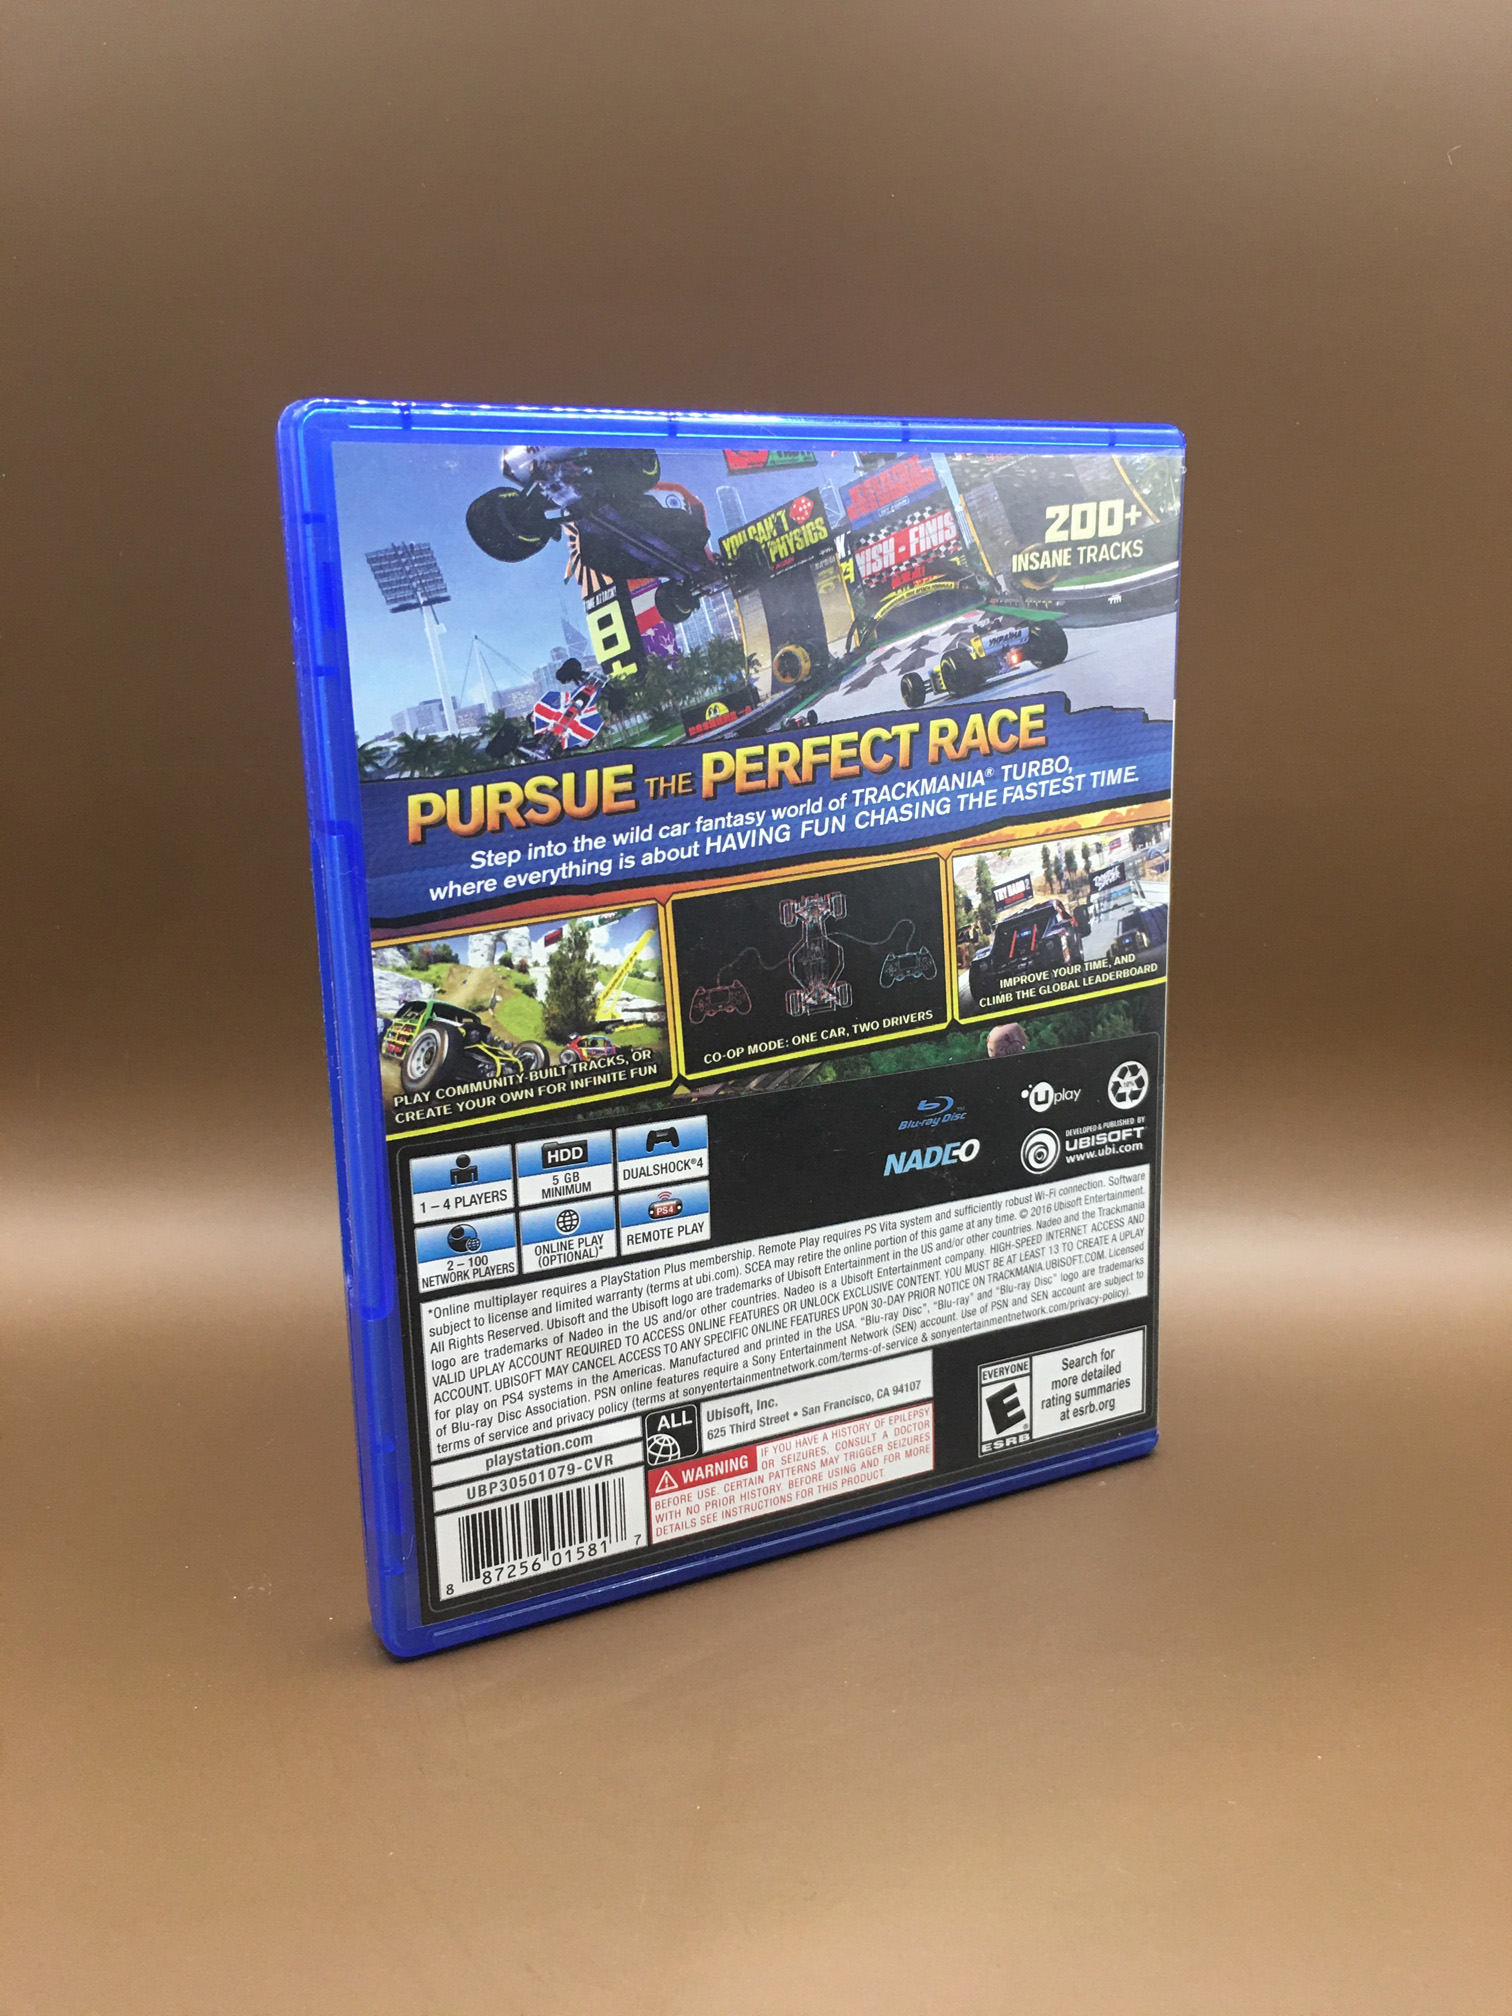 YOU CAN'T
PHYSICS
NISH - FINIS
TIME ATTACK
8
УКРАЇНА
200+
INSANE TRACKS
PURSUE THE PERFECT RACE
Step into the wild car fantasy world of TRACKMANIA® TURBO,
where everything is about HAVING FUN CHASING THE FASTEST TIME.
PLAY COMMUNITY-BUILT TRACKS, OR
CREATE YOUR OWN FOR INFINITE FUN
CO-OP MODE: ONE CAR, TWO DRIVERS
TRY HARD
IMPROVE YOUR TIME, AND
CLIMB THE GLOBAL LEADERBOARD
1 – 4 PLAYERS
HDD
5 GB
MINIMUM
DUALSHOCK®4
2 – 100
NETWORK PLAYERS
ONLINE PLAY
(OPTIONAL)*
PS4
REMOTE PLAY
Blu-ray Disc™
Uplay
NADEO
DEVELOPED & PUBLISHED BY
UBISOFT
www.ubi.com
*Online multiplayer requires a PlayStation Plus membership. Remote Play requires PS Vita system and sufficiently robust Wi-Fi connection. Software
subject to license and limited warranty (terms at ubi.com). SCEA may retire the online portion of this game at any time. © 2016 Ubisoft Entertainment.
All Rights Reserved. Ubisoft and the Ubisoft logo are trademarks of Ubisoft Entertainment in the US and/or other countries. Nadeo and the Trackmania
logo are trademarks of Nadeo in the US and/or other countries. Nadeo is a Ubisoft Entertainment company. HIGH-SPEED INTERNET ACCESS AND
VALID UPLAY ACCOUNT REQUIRED TO ACCESS ONLINE FEATURES OR UNLOCK EXCLUSIVE CONTENT. YOU MUST BE AT LEAST 13 TO CREATE A UPLAY
ACCOUNT. UBISOFT MAY CANCEL ACCESS TO ANY SPECIFIC ONLINE FEATURES UPON 30-DAY PRIOR NOTICE ON TRACKMANIA.UBISOFT.COM. Licensed
for play on PS4 systems in the Americas. Manufactured and printed in the USA. "Blu-ray Disc", "Blu-ray" and "Blu-ray Disc" logo are trademarks
of Blu-ray Disc Association. PSN online features require a Sony Entertainment Network (SEN) account. Use of PSN and SEN account are subject to
terms of service and privacy policy (terms at sonyentertainmentnetwork.com/terms-of-service & sonyentertainmentnetwork.com/privacy-policy).
playstation.com
UBP30501079-CVR
8 87256 01581 7
ALL
Ubisoft, Inc.
625 Third Street • San Francisco, CA 94107
WARNING
IF YOU HAVE A HISTORY OF EPILEPSY
OR SEIZURES, CONSULT A DOCTOR
BEFORE USE. CERTAIN PATTERNS MAY TRIGGER SEIZURES
WITH NO PRIOR HISTORY. BEFORE USING AND FOR MORE
DETAILS SEE INSTRUCTIONS FOR THIS PRODUCT.
EVERYONE
E
ESRB
Search for
more detailed
rating summaries
at esrb.org